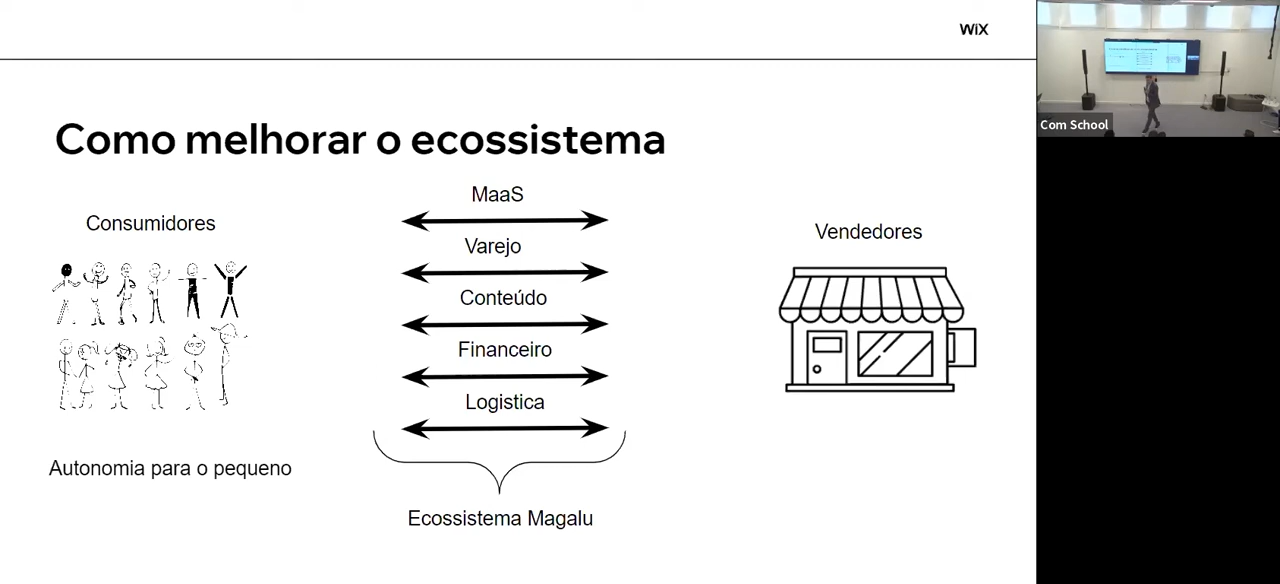 WiX
Com School
Como melhorar o ecossistema
MaaS
Consumidores
Varejo
Vendedores
Conteúdo
Financeiro
Logistica
Autonomia para o pequeno
Ecossistema Magalu